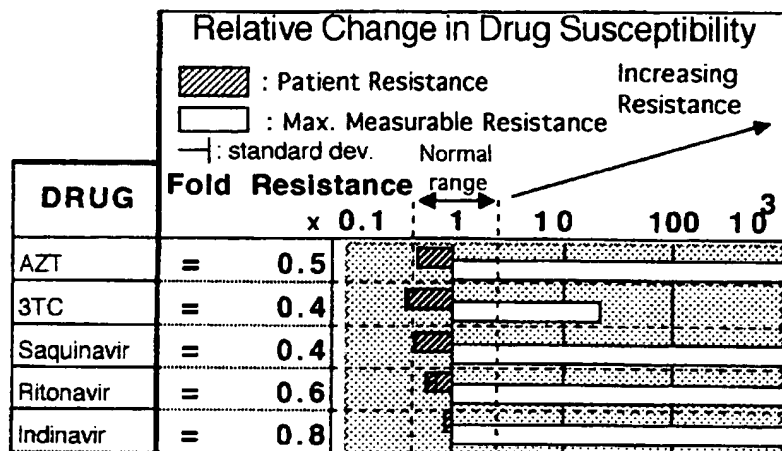 Relative Change in Drug Susceptibility
: Patient Resistance
: Max. Measurable Resistance
: standard dev.
Normal range
Increasing Resistance
DRUG Fold Resistance
x 0.1 1 10 100 10³
AZT = 0.5
3TC = 0.4
Saquinavir = 0.4
Ritonavir = 0.6
Indinavir = 0.8